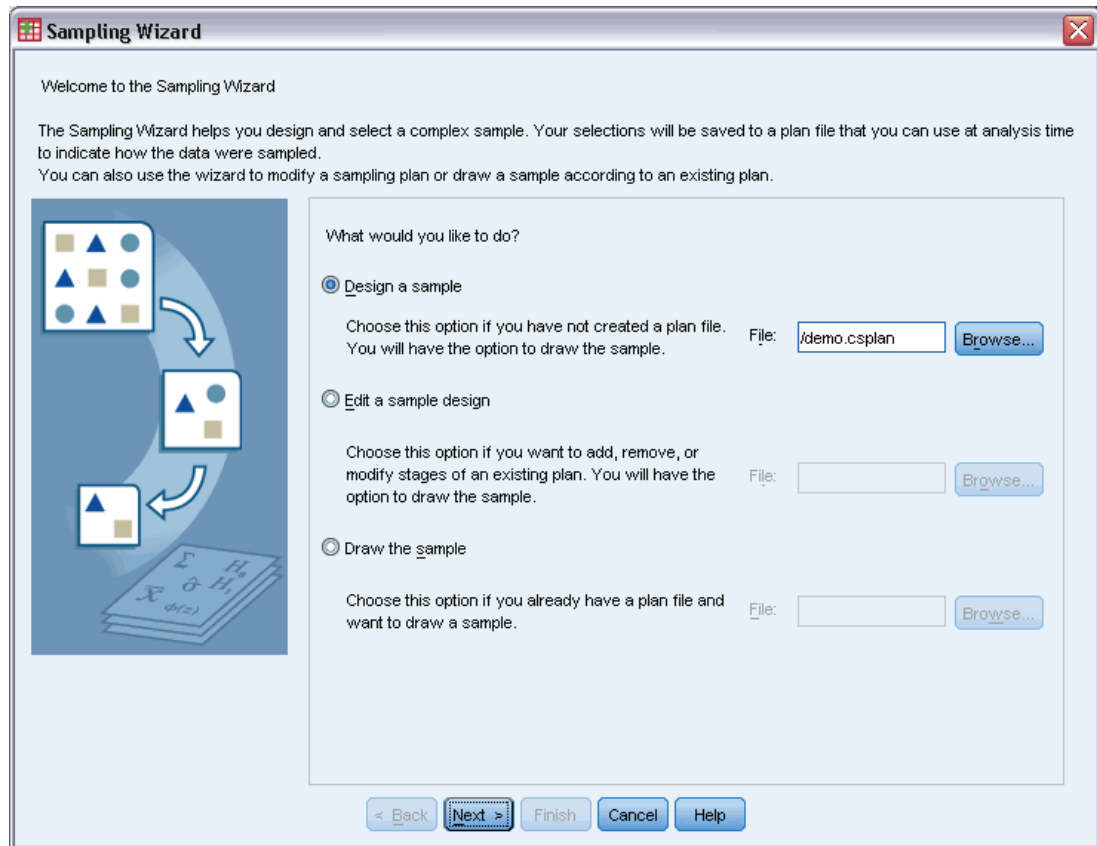 Sampling Wizard
Welcome to the Sampling Wizard
The Sampling Wizard helps you design and select a complex sample. Your selections will be saved to a plan file that you can use at analysis time
to indicate how the data were sampled.
You can also use the wizard to modify a sampling plan or draw a sample according to an existing plan.
What would you like to do?
Design a sample
Choose this option if you have not created a plan file.
You will have the option to draw the sample.
File: /demo.csplan Browse...
Edit a sample design
Choose this option if you want to add, remove, or
modify stages of an existing plan. You will have the
option to draw the sample.
File: Browse...
Draw the sample
Choose this option if you already have a plan file and
want to draw a sample.
File: Browse...
Σ H₀
x̄ σ̂ H₁
ϕ(z)
< Back Next > Finish Cancel Help